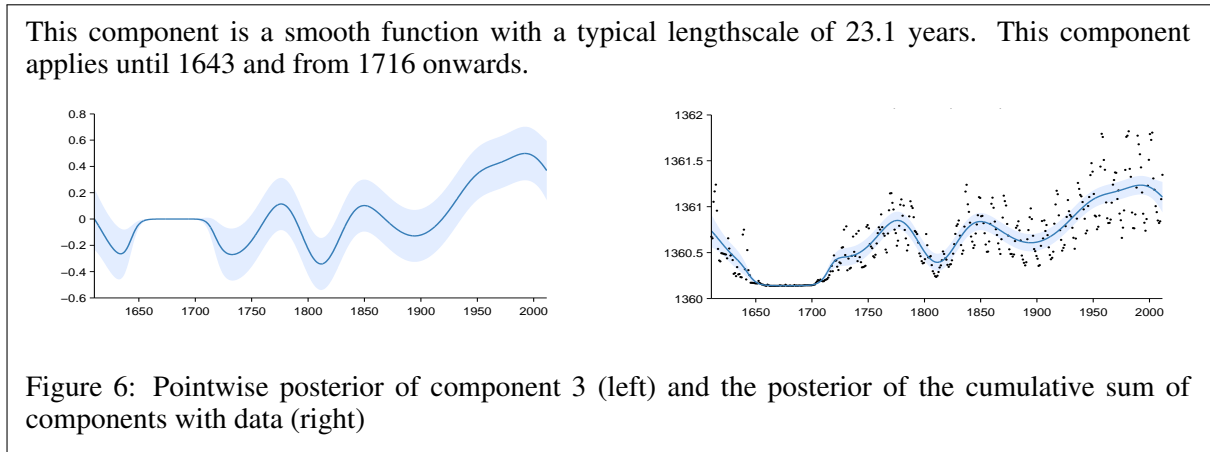 This component is a smooth function with a typical lengthscale of 23.1 years. This component
applies until 1643 and from 1716 onwards.
0.8
0.6
0.4
0.2
0
−0.2
−0.4
−0.6
1650 1700 1750 1800 1850 1900 1950 2000
1362
1361.5
1361
1360.5
1360
1650 1700 1750 1800 1850 1900 1950 2000
Figure 6: Pointwise posterior of component 3 (left) and the posterior of the cumulative sum of
components with data (right)